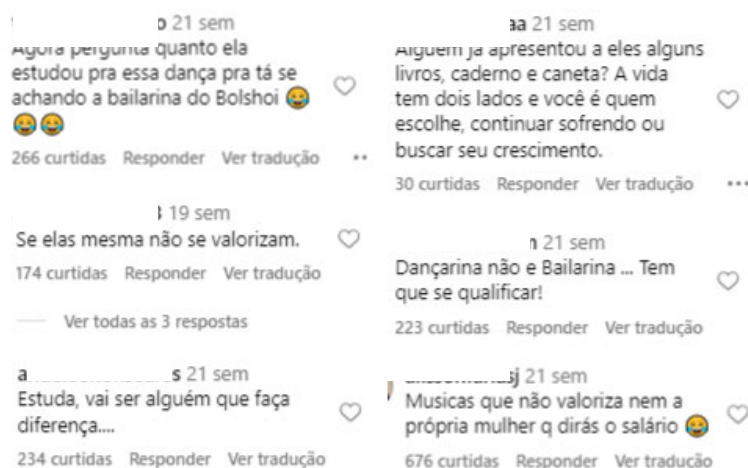 o 21 sem
Agora pergunta quanto ela
estudou pra essa dança pra tá se
achando a bailarina do Bolshoi 😂
😂😂
266 curtidas Responder Ver tradução
19 sem
Se elas mesma não se valorizam.
174 curtidas Responder Ver tradução
Ver todas as 3 respostas
a s 21 sem
Estuda, vai ser alguém que faça
diferença....
234 curtidas Responder Ver tradução
aa 21 sem
Alguém já apresentou a eles alguns
livros, caderno e caneta? A vida
tem dois lados e você é quem
escolhe, continuar sofrendo ou
buscar seu crescimento.
30 curtidas Responder Ver tradução
n 21 sem
Dançarina não e Bailarina ... Tem
que se qualificar!
223 curtidas Responder Ver tradução
sj 21 sem
Musicas que não valoriza nem a
própria mulher q dirás o salário 😂
676 curtidas Responder Ver tradução